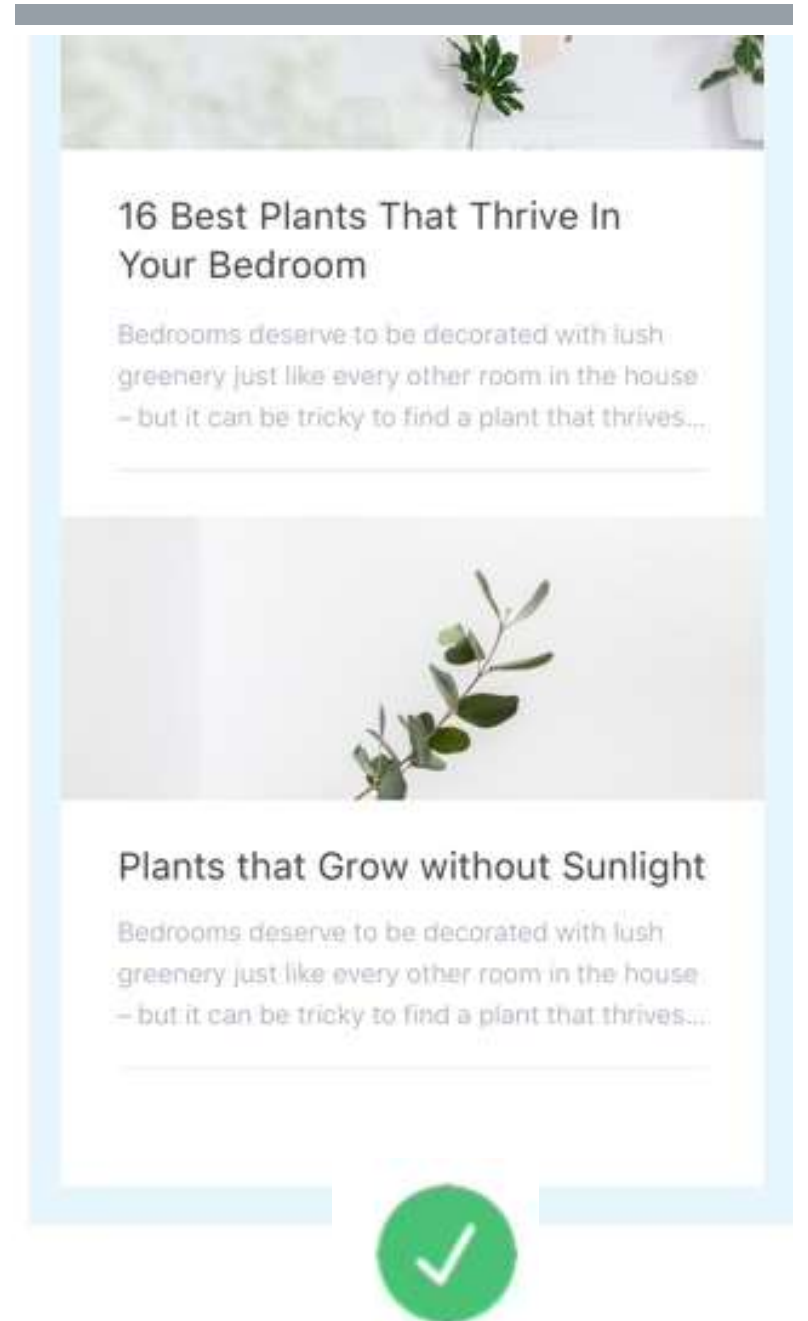 16 Best Plants That Thrive In
Your Bedroom
Bedrooms deserve to be decorated with lush
greenery just like every other room in the house
– but it can be tricky to find a plant that thrives...
Plants that Grow without Sunlight
Bedrooms deserve to be decorated with lush
greenery just like every other room in the house
– but it can be tricky to find a plant that thrives...